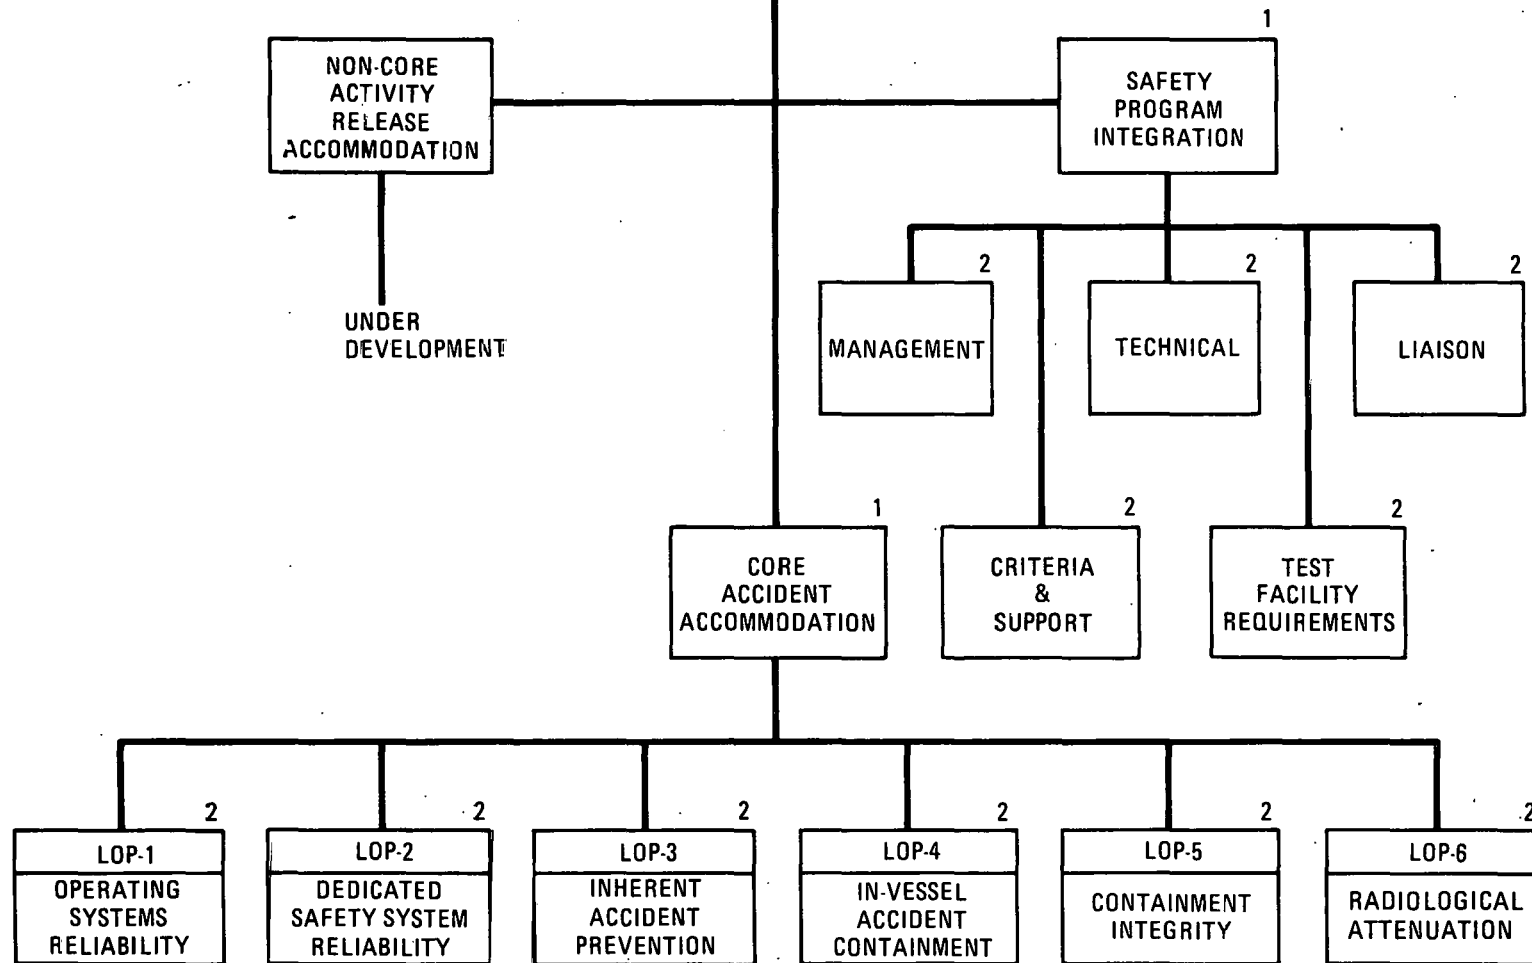 1
NON-CORE
ACTIVITY
RELEASE
ACCOMMODATION
SAFETY
PROGRAM
INTEGRATION
2
2
2
UNDER
DEVELOPMENT
MANAGEMENT
TECHNICAL
LIAISON
1
2
2
CORE
ACCIDENT
ACCOMMODATION
CRITERIA
&
SUPPORT
TEST
FACILITY
REQUIREMENTS
2
2
2
2
2
2
LOP-1
OPERATING
SYSTEMS
RELIABILITY
LOP-2
DEDICATED
SAFETY SYSTEM
RELIABILITY
LOP-3
INHERENT
ACCIDENT
PREVENTION
LOP-4
IN-VESSEL
ACCIDENT
CONTAINMENT
LOP-5
CONTAINMENT
INTEGRITY
LOP-6
RADIOLOGICAL
ATTENUATION